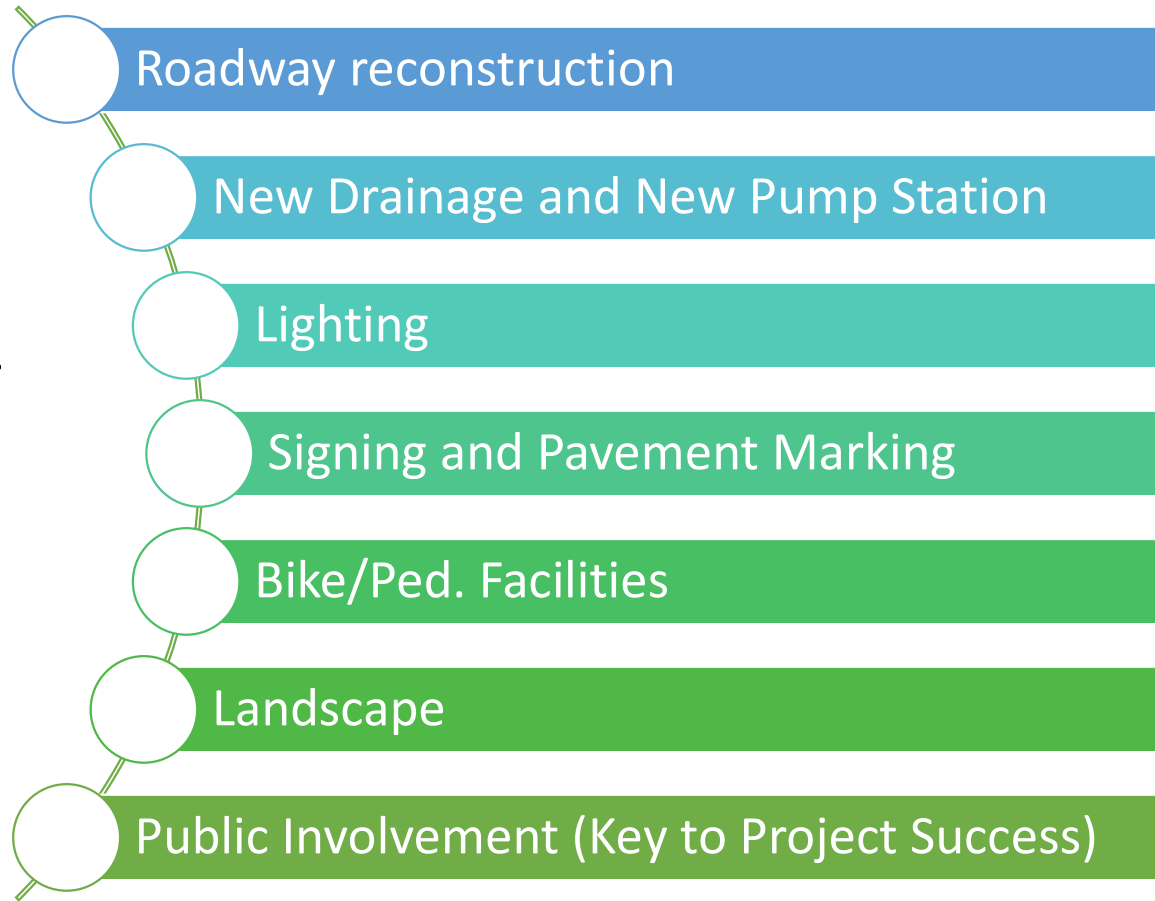 Roadway reconstruction
New Drainage and New Pump Station
Lighting
Signing and Pavement Marking
Bike/Ped. Facilities
Landscape
Public Involvement (Key to Project Success)